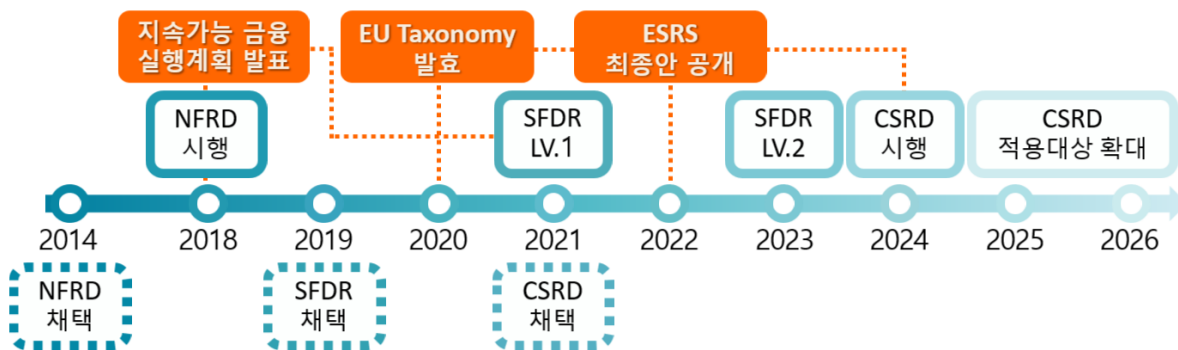 지속가능 금융
실행계획 발표
EU Taxonomy
발효
ESRS
최종안 공개
NFRD
시행
SFDR
LV.1
SFDR
LV.2
CSRD
시행
CSRD
적용대상 확대
2014
2018
2019
2020
2021
2022
2023
2024
2025
2026
NFRD
채택
SFDR
채택
CSRD
채택